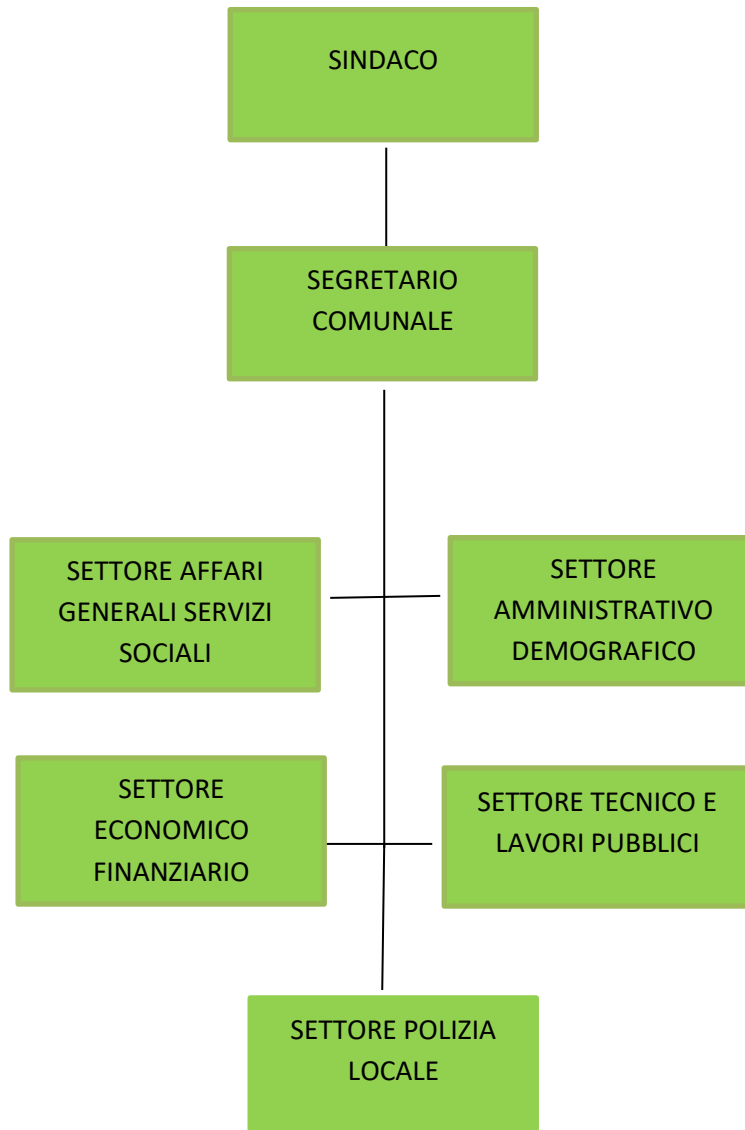 SINDACO
SEGRETARIO
COMUNALE
SETTORE AFFARI
GENERALI SERVIZI
SOCIALI
SETTORE
AMMINISTRATIVO
DEMOGRAFICO
SETTORE
ECONOMICO
FINANZIARIO
SETTORE TECNICO E
LAVORI PUBBLICI
SETTORE POLIZIA
LOCALE